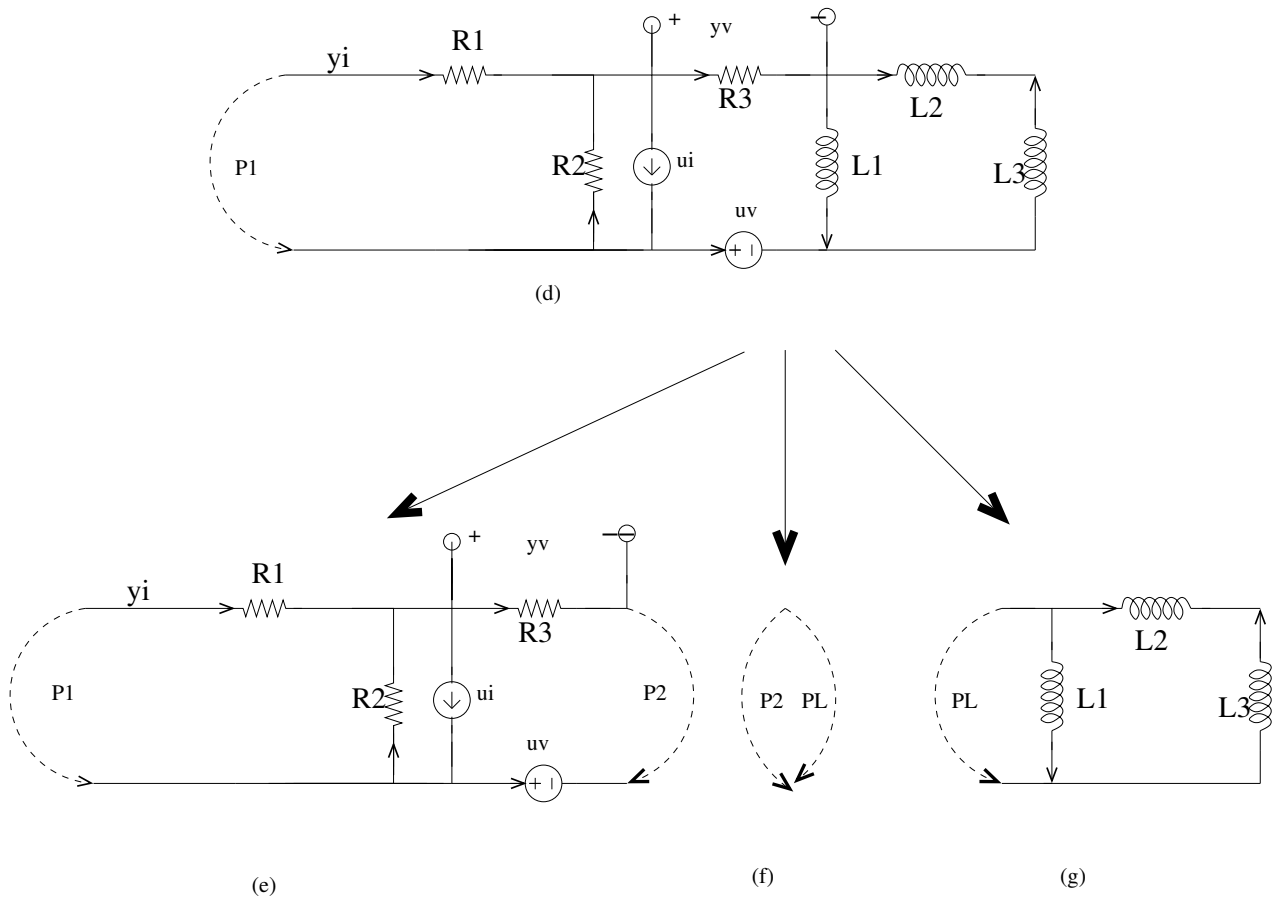 + yv −
yi R1
R3
L2
P1 R2 ui L1 L3
uv
+ −
(d)
+ yv −
yi R1
R3
P1 R2 ui P2
uv
+ −
P2 PL
L2
PL L1 L3
(e) (f) (g)